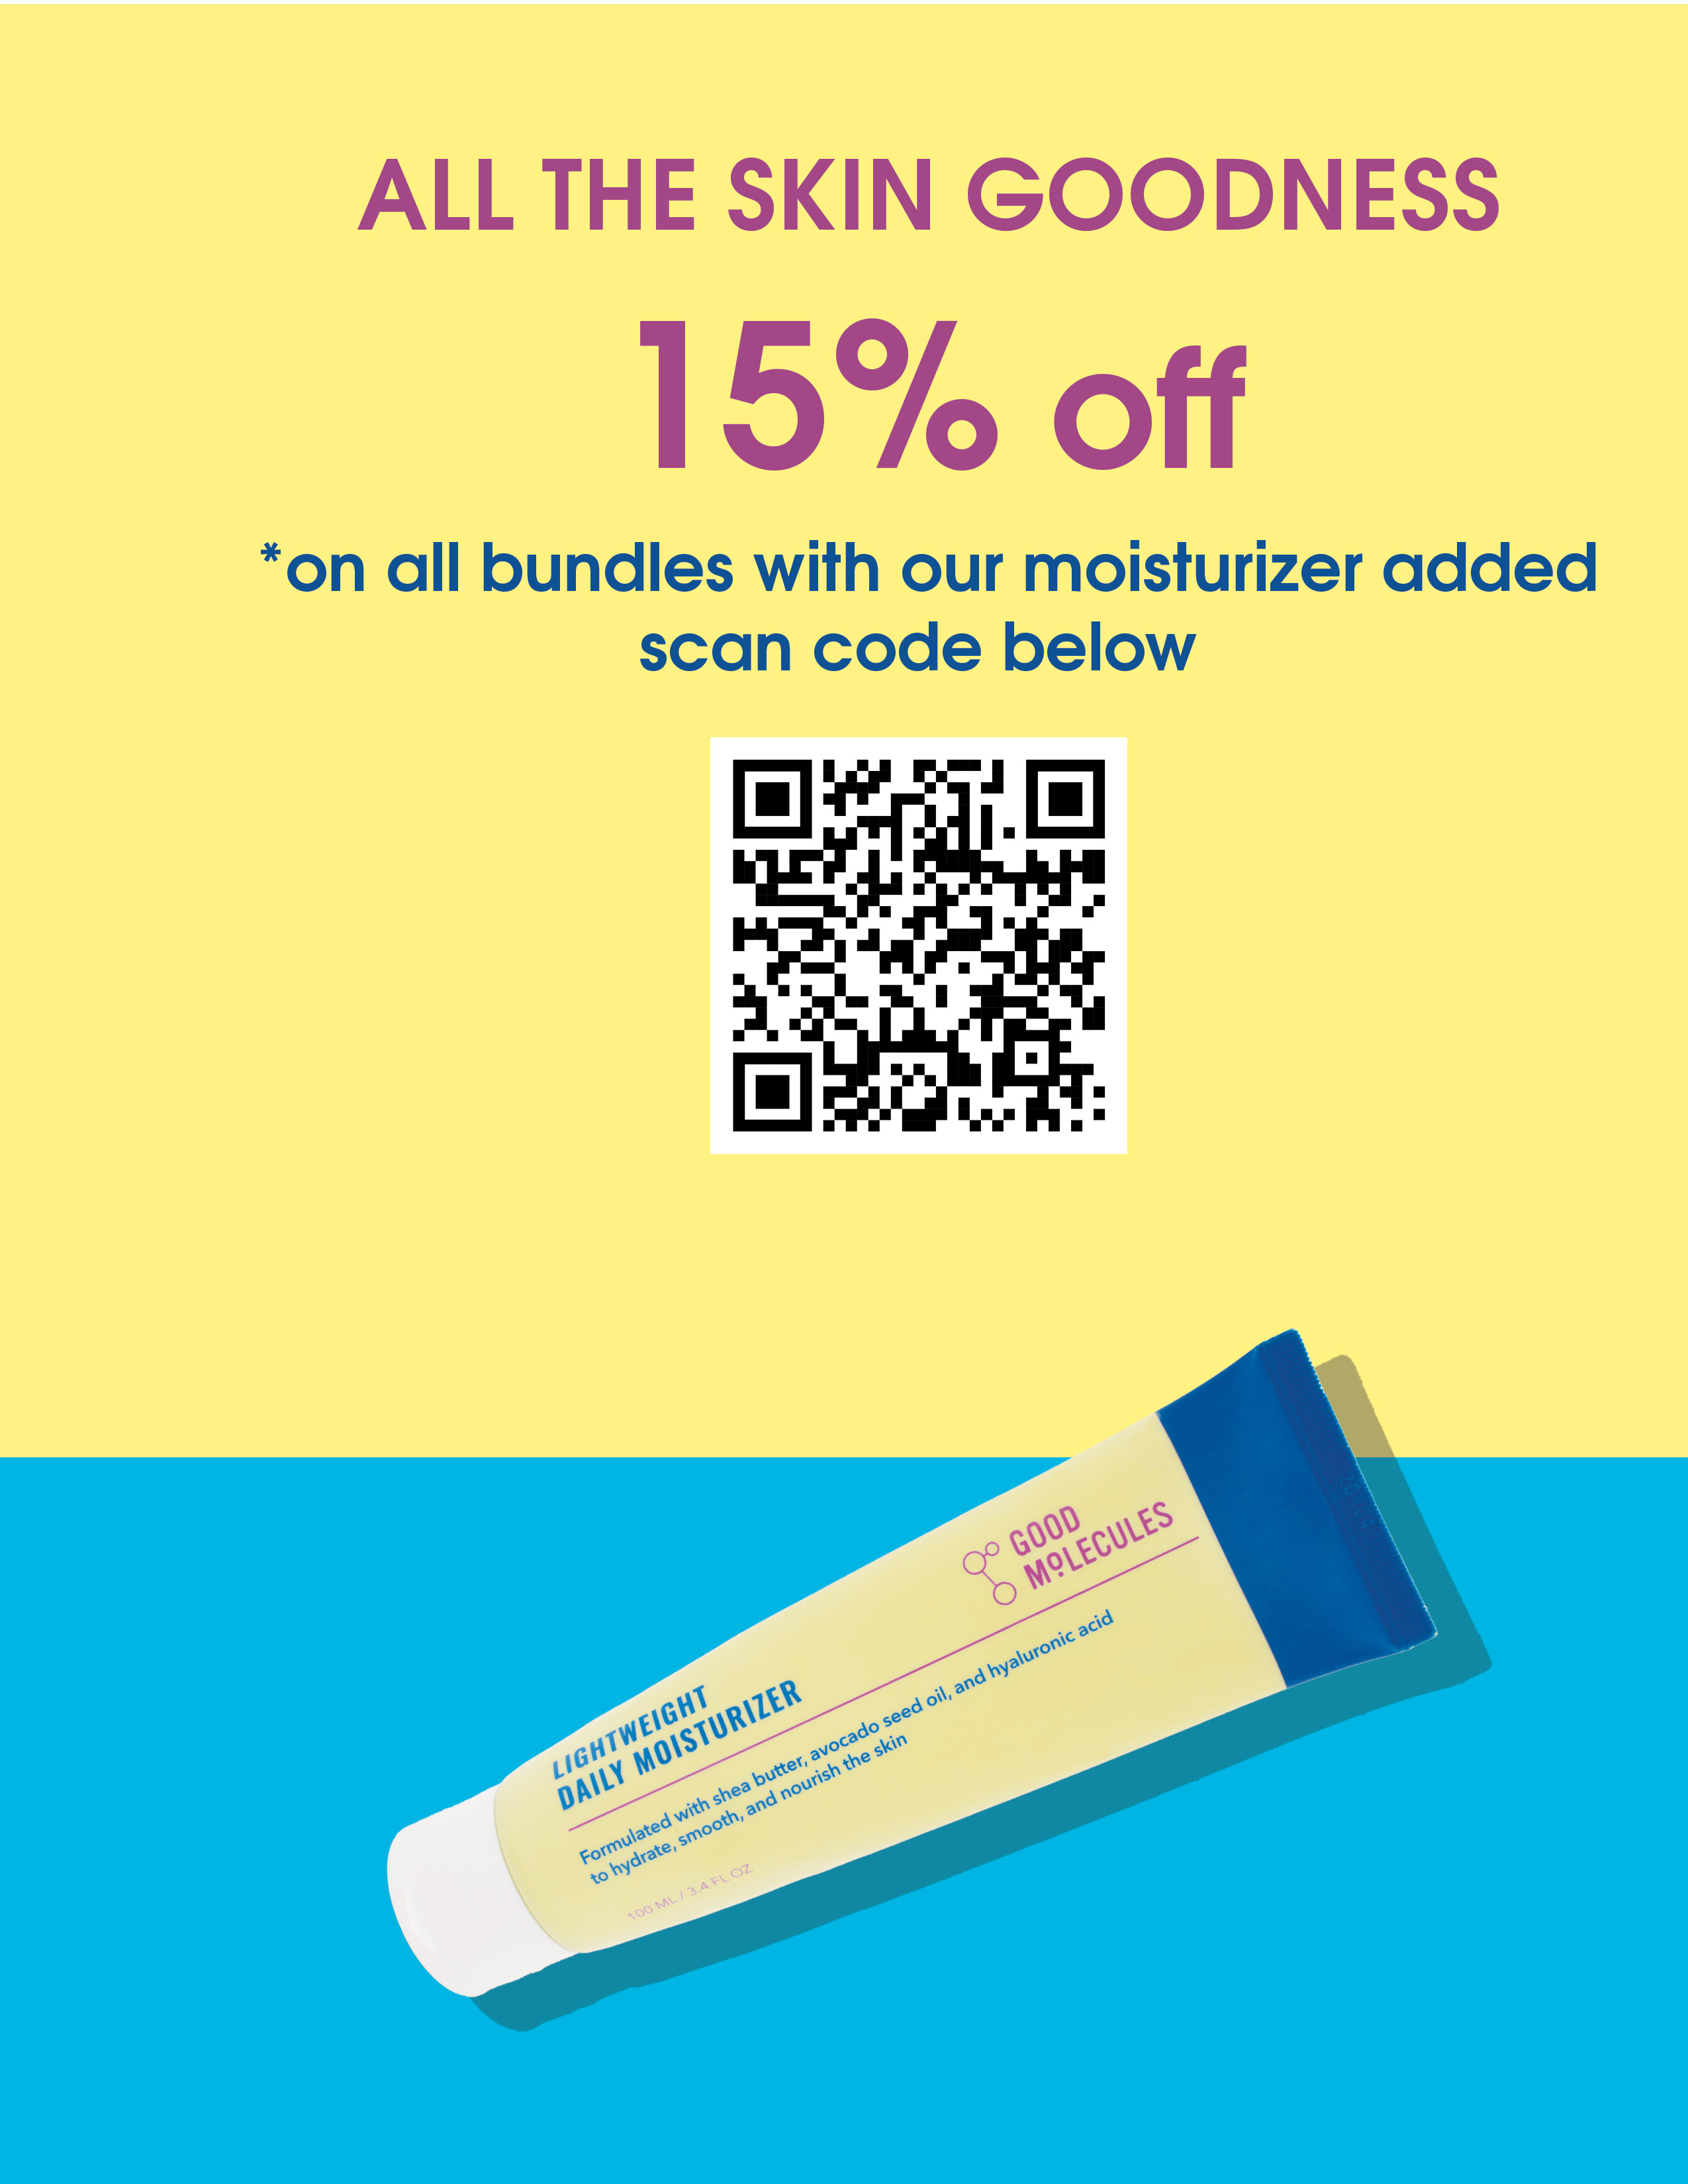 ALL THE SKIN GOODNESS
15% off
*on all bundles with our moisturizer added
scan code below
GOOD
MOLECULES
LIGHTWEIGHT
DAILY MOISTURIZER
Formulated with shea butter, avocado seed oil, and hyaluronic acid
to hydrate, smooth, and nourish the skin
100 ML / 3.4 FL OZ